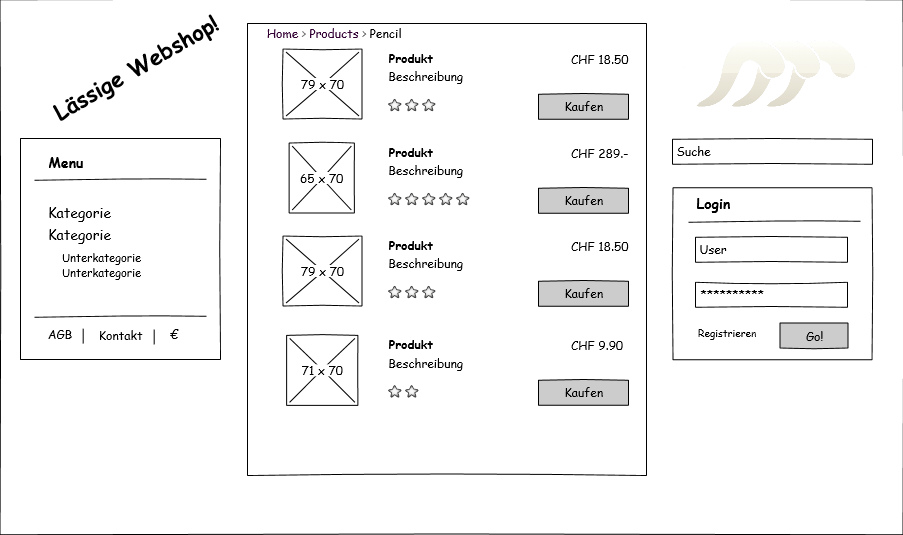 Lässige Webshop!
Menu
Kategorie
Kategorie
Unterkategorie
Unterkategorie
AGB | Kontakt | €
Home > Products > Pencil
79 x 70
Produkt
CHF 18.50
Beschreibung
Kaufen
65 x 70
Produkt
CHF 289.-
Beschreibung
Kaufen
79 x 70
Produkt
CHF 18.50
Beschreibung
Kaufen
71 x 70
Produkt
CHF 9.90
Beschreibung
Kaufen
Suche
Login
User
**********
Registrieren
Go!